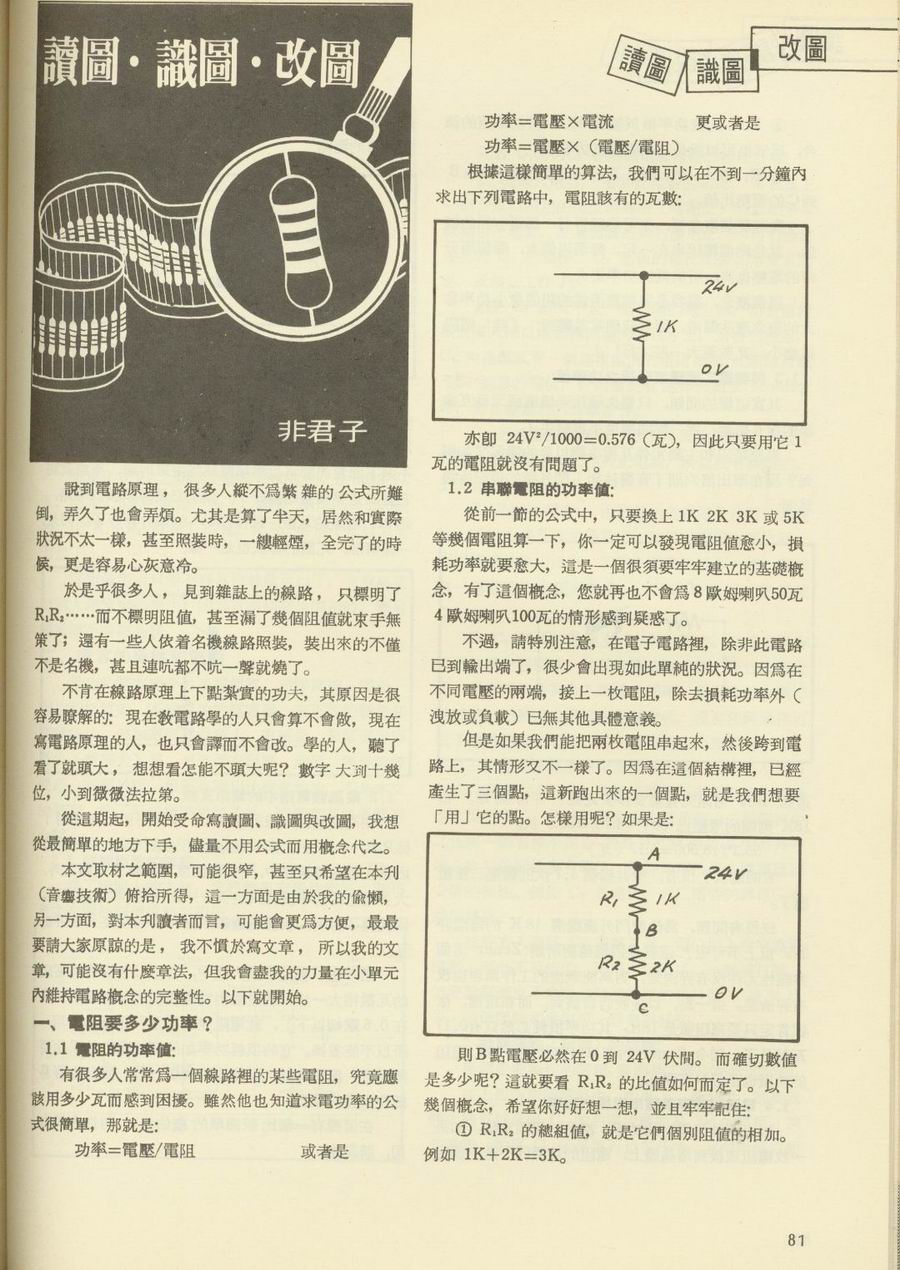 讀圖・識圖・改圖
非君子
說到電路原理，很多人縱不爲繁雜的公式所難
倒，弄久了也會弄煩。尤其是算了半天，居然和實際
狀況不太一樣，甚至照裝時，一縷輕煙，全完了的時
候，更是容易心灰意冷。
於是乎很多人，見到雜誌上的線路，只標明了
R₁R₂……而不標明阻值，甚至漏了幾個阻值就束手無
策了；還有一些人依着名機線路照裝，裝出來的不僅
不是名機，甚且連吭都不吭一聲就燒了。
不肯在線路原理上下點紮實的功夫，其原因是很
容易瞭解的：現在教電路學的人只會算不會做，現在
寫電路原理的人，也只會譯而不會改。學的人，聽了
看了就頭大，想想看怎能不頭大呢？數字大到十幾
位，小到微微法拉第。
從這期起，開始受命寫讀圖、識圖與改圖，我想
從最簡單的地方下手，儘量不用公式而用概念代之。
本文取材之範圍，可能很窄，甚至只希望在本刊
（音響技術）俯拾所得，這一方面是由於我的偸懶，
另一方面，對本刊讀者而言，可能會更爲方便，最最
要請大家原諒的是，我不慣於寫文章，所以我的文
章，可能沒有什麽章法，但我會盡我的力量在小單元
內維持電路概念的完整性。以下就開始。
一、電阻要多少功率？
1.1 電阻的功率値：
有很多人常常爲一個線路裡的某些電阻，究竟應
該用多少瓦而感到困擾。雖然他也知道求電功率的公
式很簡單，那就是：
功率＝電壓/電阻　或者是
讀圖 識圖 改圖
功率＝電壓×電流　更或者是
功率＝電壓×（電壓/電阻）
根據這樣簡單的算法，我們可以在不到一分鐘內
求出下列電路中，電阻該有的瓦數：
24V
1K
0V
亦卽 24V²/1000＝0.576（瓦），因此只要用它 1
瓦的電阻就沒有問題了。
1.2 串聯電阻的功率値：
從前一節的公式中，只要換上 1K 2K 3K 或 5K
等幾個電阻算一下，你一定可以發現電阻值愈小，損
耗功率就要愈大，這是一個很須要牢牢建立的基礎概
念，有了這個概念，您就再也不會爲 8 歐姆喇叭50瓦
4 歐姆喇叭100瓦的情形感到疑惑了。
不過，請特別注意，在電子電路裡，除非此電路
已到輸出端了，很少會出現如此單純的狀況。因爲在
不同電壓的兩端，接上一枚電阻，除去損耗功率外（
洩放或負載）已無其他具體意義。
但是如果我們能把兩枚電阻串起來，然後跨到電
路上，其情形又不一樣了。因爲在這個結構裡，已經
產生了三個點，這新跑出來的一個點，就是我們想要
「用」它的點。怎樣用呢？如果是：
A
24V
R₁ 1K
B
R₂ 2K
0V
C
則B點電壓必然在 0 到 24V 伏間。而確切數値
是多少呢？這就要看 R₁R₂ 的比值如何而定了。以下
幾個概念，希望你好好想一想，並且牢牢記住：
① R₁R₂ 的總組值，就是它們個別阻值的相加。
例如 1K＋2K＝3K。
81